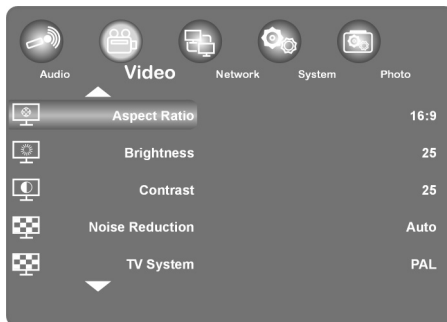 Audio Video Network System Photo
Aspect Ratio 16:9
Brightness 25
Contrast 25
Noise Reduction Auto
TV System PAL